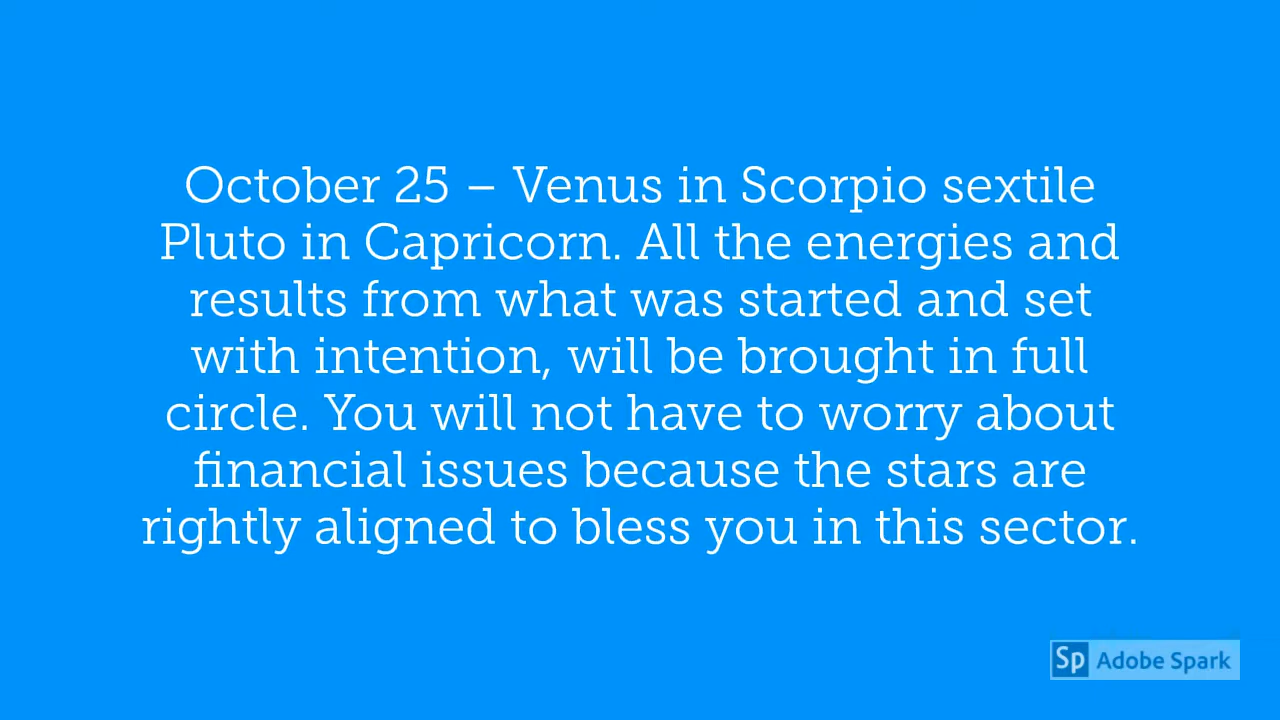 October 25 – Venus in Scorpio sextile
Pluto in Capricorn. All the energies and
results from what was started and set
with intention, will be brought in full
circle. You will not have to worry about
financial issues because the stars are
rightly aligned to bless you in this sector.
Sp Adobe Spark